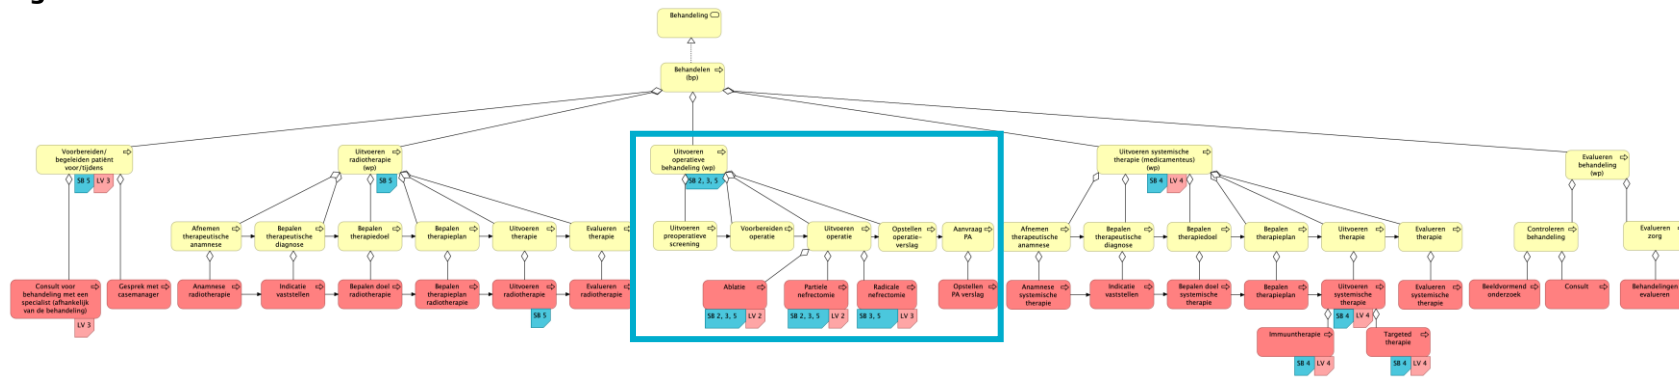 Behandeling
Behandelen
(bp)
Voorbereiden/
begeleiden patiënt
voor/tijdens
SB 5
LV 3
Uitvoeren
radiotherapie
(wp)
SB 5
Uitvoeren
operatieve
behandeling (wp)
SB 2, 3, 5
Uitvoeren systemische
therapie (medicamenteus)
(wp)
SB 4
LV 4
Evalueren
behandeling
(wp)
Afnemen
therapeutische
anamnese
Bepalen
therapeutische
diagnose
Bepalen
therapiedoel
Bepalen
therapieplan
Uitvoeren
therapie
Evalueren
therapie
Uitvoeren
preoperatieve
screening
Voorbereiden
operatie
Uitvoeren
operatie
Opstellen
operatie-
verslag
Aanvraag
PA
Afnemen
therapeutische
anamnese
Bepalen
therapeutische
diagnose
Bepalen
therapiedoel
Bepalen
therapieplan
Uitvoeren
therapie
Evalueren
therapie
Controleren
behandeling
Evalueren
zorg
Consult voor
behandeling met een
specialist (afhankelijk
van de behandeling)
LV 3
Gesprek met
casemanager
Anamnese
radiotherapie
Indicatie
vaststellen
Bepalen doel
radiotherapie
Bepalen
therapieplan
radiotherapie
Uitvoeren
radiotherapie
SB 5
Evalueren
radiotherapie
Ablatie
SB 2, 3, 5
LV 2
Partiele
nefrectomie
SB 2, 3, 5
LV 2
Radicale
nefrectomie
SB 3, 5
LV 3
Opstellen
PA verslag
Anamnese
systemische
therapie
Indicatie
vaststellen
Bepalen doel
systemische
therapie
Bepalen
therapieplan
Uitvoeren
systemische
therapie
SB 4
LV 4
Evalueren
systemische
therapie
Beeldvormend
onderzoek
Consult
Behandelingen
evalueren
Immuuntherapie
SB 4
LV 4
Targeted
therapie
SB 4
LV 4